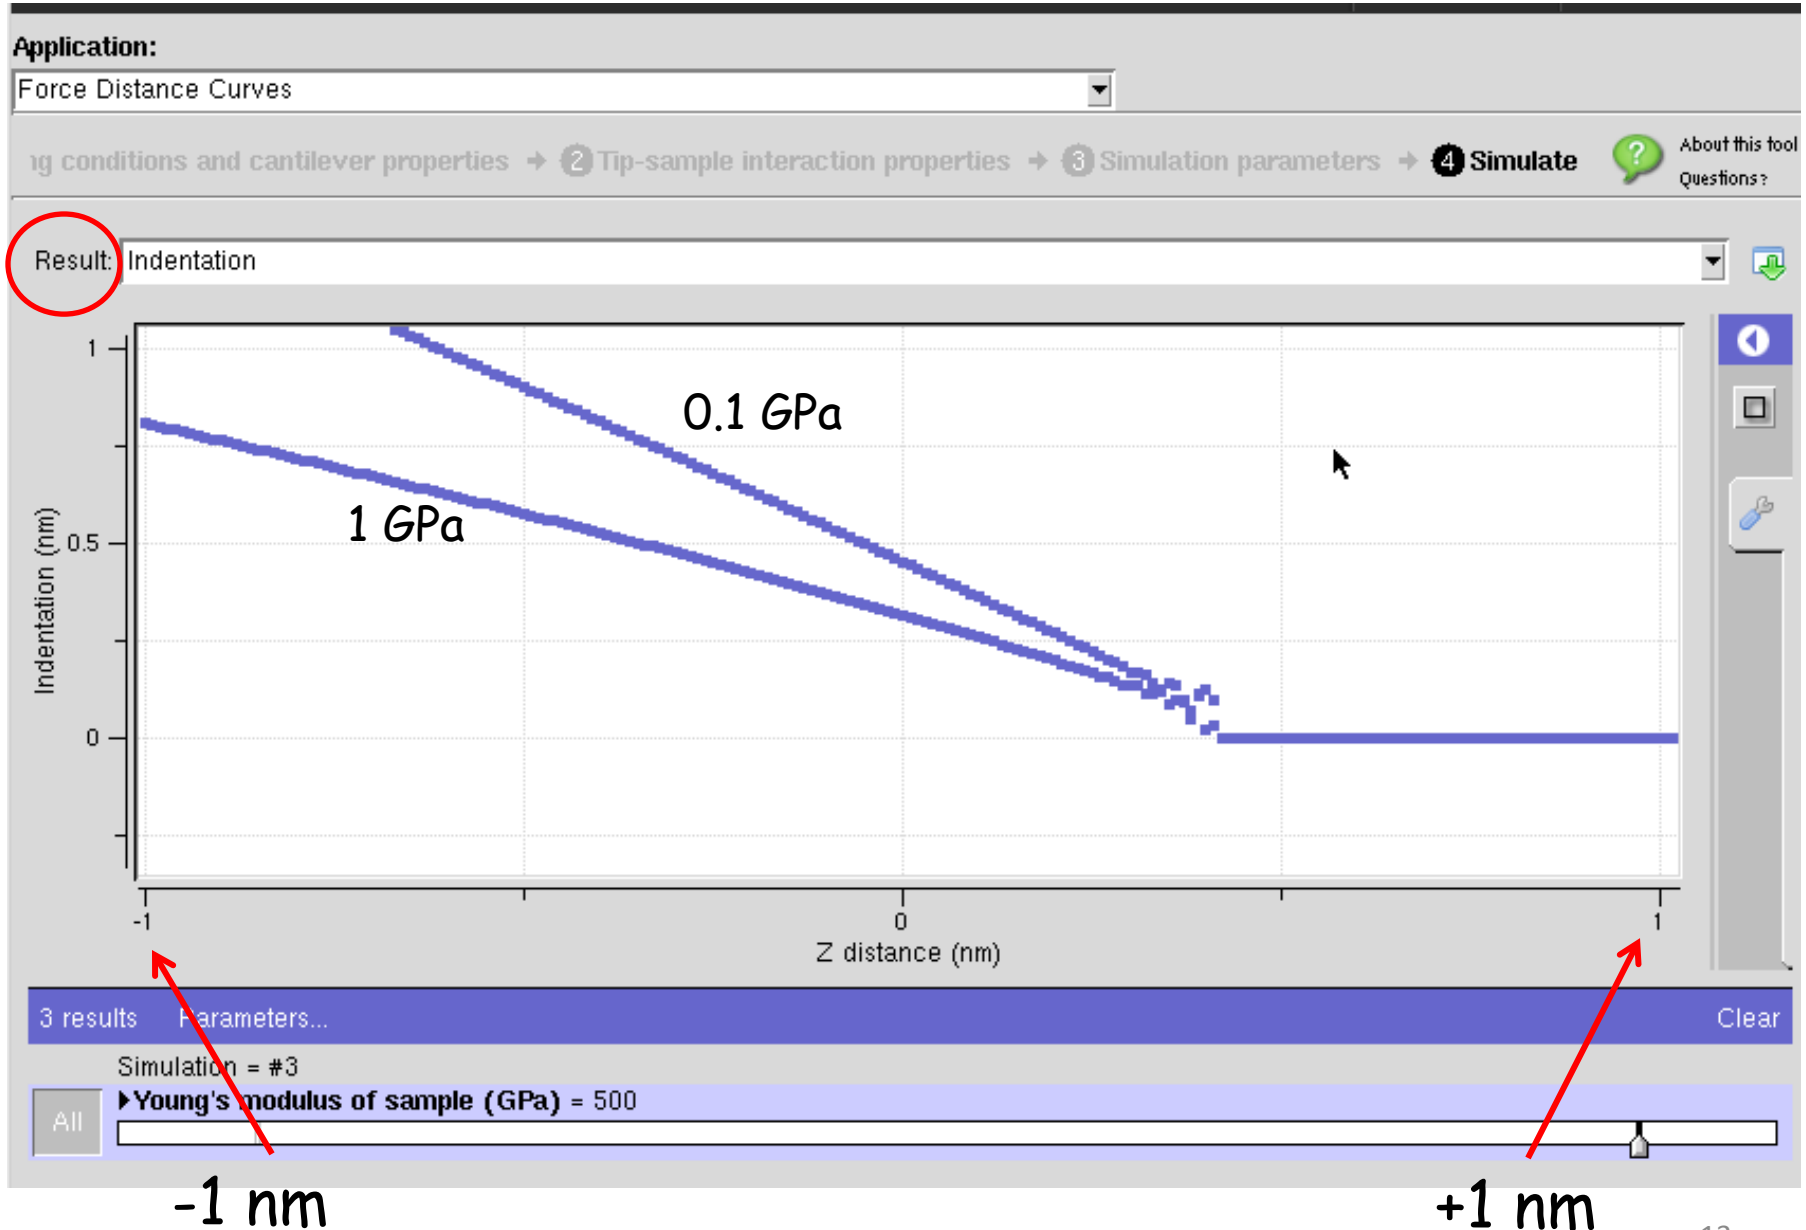 Application:
Force Distance Curves
ng conditions and cantilever properties → 2 Tip-sample interaction properties → 3 Simulation parameters → 4 Simulate
About this tool
Questions?
Result: Indentation
1
0.5
0
Indentation (nm)
0.1 GPa
1 GPa
-1 0 1
Z distance (nm)
3 results Parameters... Clear
Simulation = #3
All
Young's modulus of sample (GPa) = 500
-1 nm +1 nm